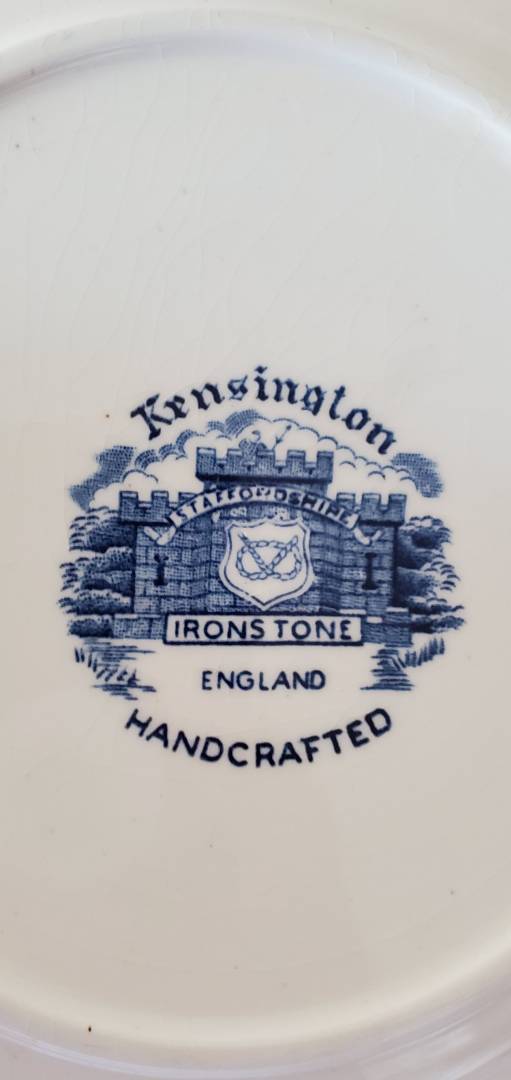 Kensington
STAFFORDSHIRE
IRONSTONE
ENGLAND
HANDCRAFTED